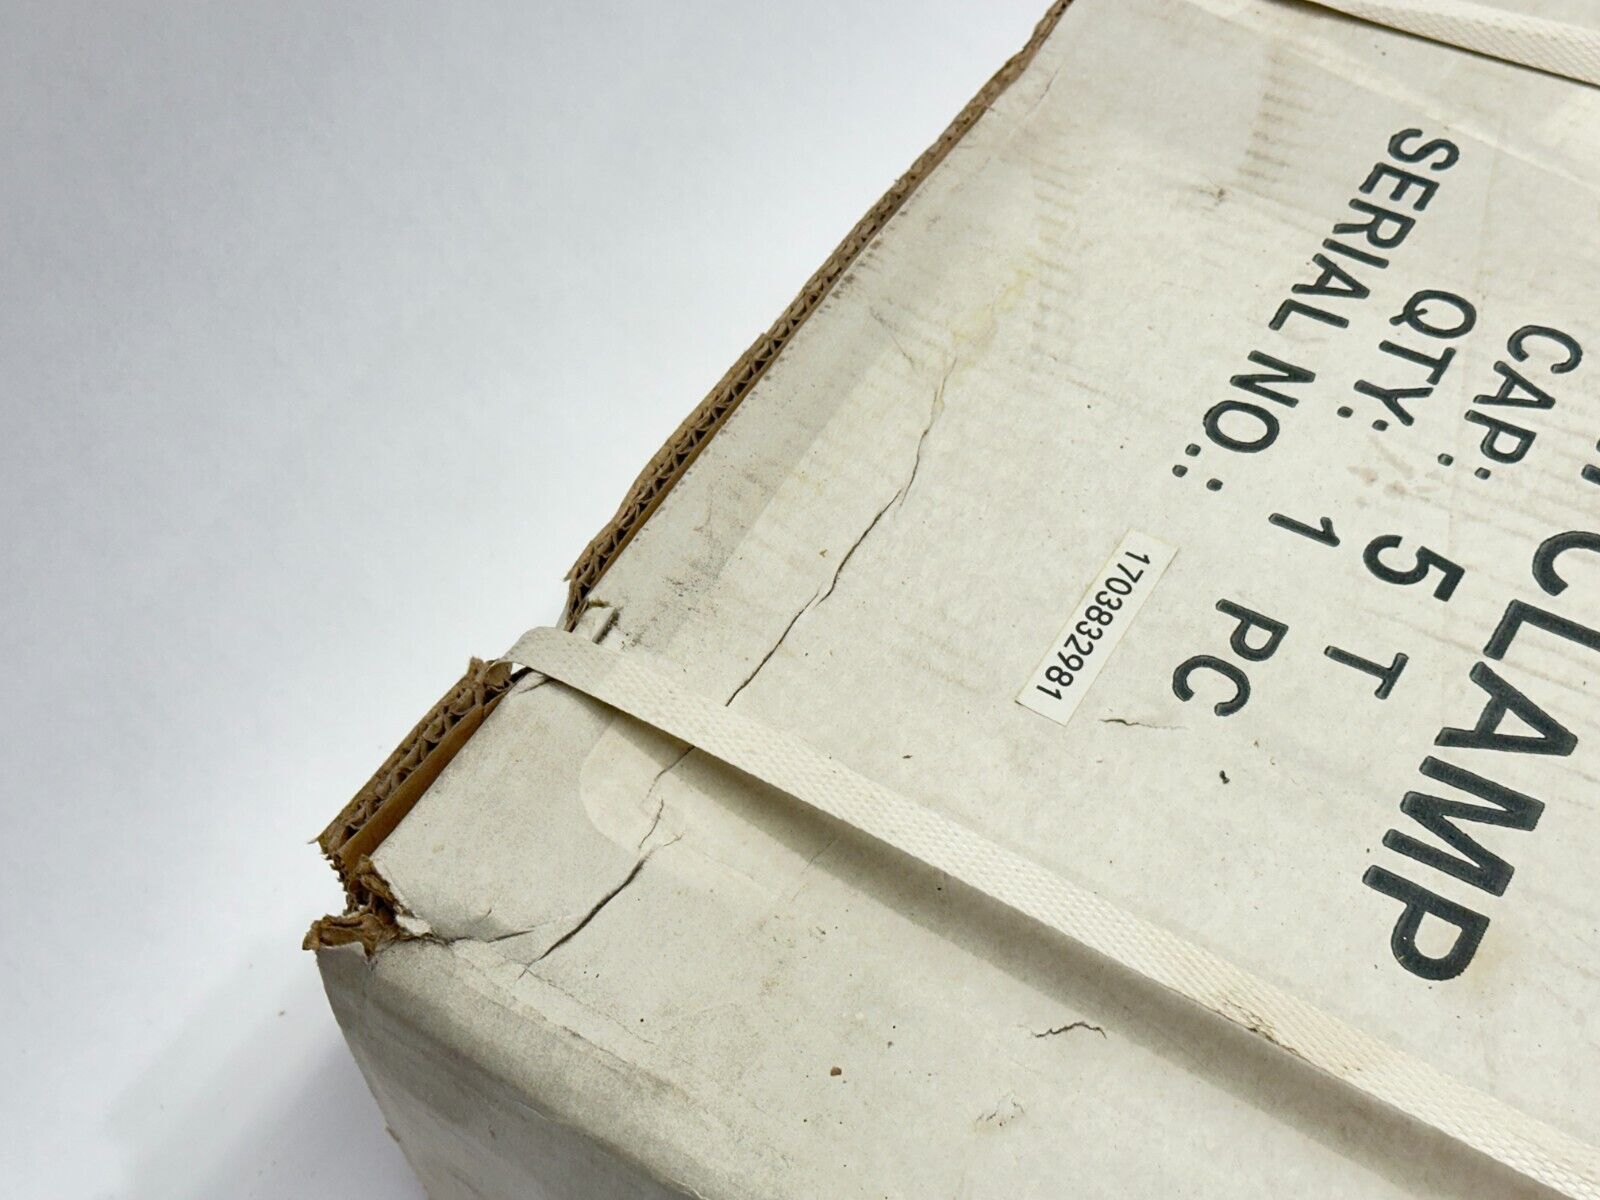 CLAMP
CAP.: 5 T
QTY.: 1 PC
SERIAL NO.: 1703832981